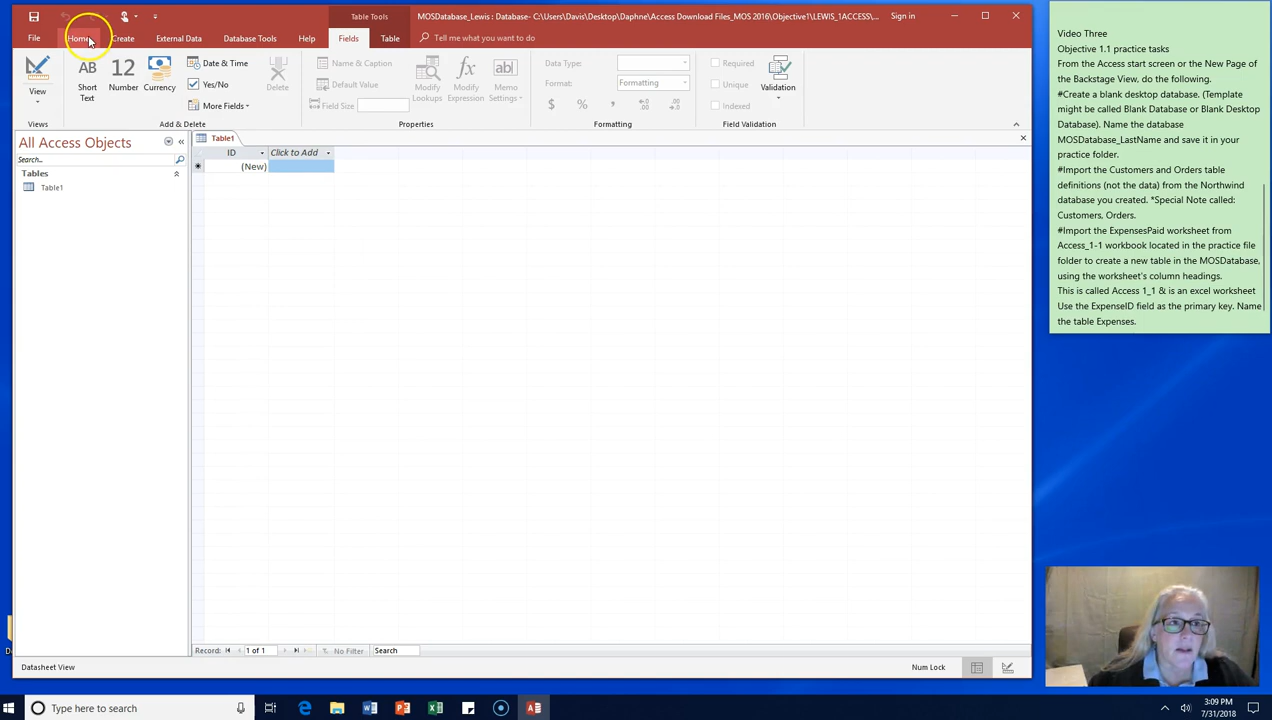 Table Tools
MOSDatabase_Lewis : Database- C:\Users\Davis\Desktop\Daphne\Access Download Files_MOS 2016\Objective1\LEWIS_1ACCESS\...
Sign in
File
Home
Create
External Data
Database Tools
Help
Fields
Table
Tell me what you want to do
View
AB
Short
Text
12
Number
Currency
Date & Time
Yes/No
More Fields
Delete
Name & Caption
Default Value
Field Size
Modify
Lookups
fx
Modify
Expression
ab
Memo
Settings
Data Type:
Format:
Formatting
$ % ,
Required
Unique
Indexed
Validation
Views
Add & Delete
Properties
Formatting
Field Validation
All Access Objects
Search...
Tables
Table1
Table1
ID
Click to Add
(New)
Record:
1 of 1
No Filter
Search
Datasheet View
Num Lock
Video Three
Objective 1.1 practice tasks
From the Access start screen or the New Page of
the Backstage View, do the following.
#Create a blank desktop database. (Template
might be called Blank Database or Blank Desktop
Database). Name the database
MOSDatabase_LastName and save it in your
practice folder.
#Import the Customers and Orders table
definitions (not the data) from the Northwind
database you created. *Special Note called:
Customers, Orders.
#Import the ExpensesPaid worksheet from
Access_1-1 workbook located in the practice file
folder to create a new table in the MOSDatabase,
using the worksheet's column headings.
This is called Access 1_1 & is an excel worksheet
Use the ExpenseID field as the primary key. Name
the table Expenses.
Type here to search
3:09 PM
7/31/2018